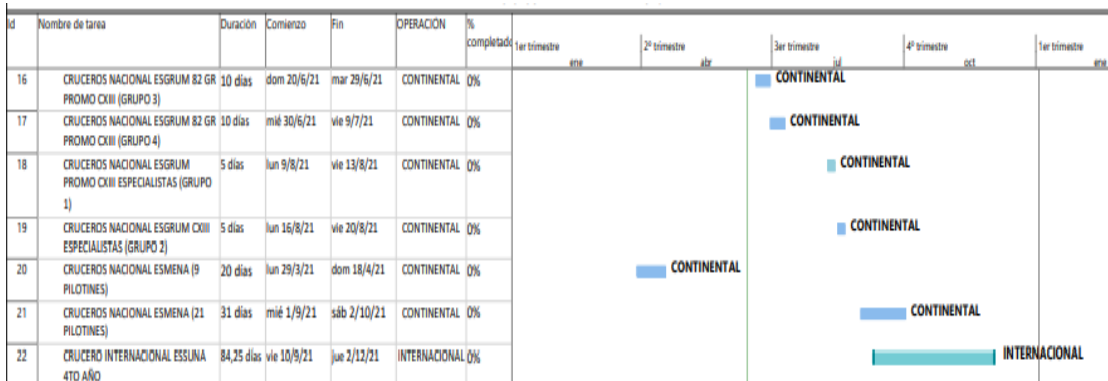 Id Nombre de tarea Duración Comienzo Fin OPERACIÓN %
completado 1er trimestre 2º trimestre 3er trimestre 4º trimestre 1er trimestre
ene abr jul oct ene
16 CRUCEROS NACIONAL ESGRUM 82 GR 10 días dom 20/6/21 mar 29/6/21 CONTINENTAL 0% CONTINENTAL
PROMO CXIII (GRUPO 3)
17 CRUCEROS NACIONAL ESGRUM 82 GR 10 días mié 30/6/21 vie 9/7/21 CONTINENTAL 0% CONTINENTAL
PROMO CXIII (GRUPO 4)
18 CRUCEROS NACIONAL ESGRUM 5 días lun 9/8/21 vie 13/8/21 CONTINENTAL 0% CONTINENTAL
PROMO CXIII ESPECIALISTAS (GRUPO
1)
19 CRUCEROS NACIONAL ESGRUM CXIII 5 días lun 16/8/21 vie 20/8/21 CONTINENTAL 0% CONTINENTAL
ESPECIALISTAS (GRUPO 2)
20 CRUCEROS NACIONAL ESMENA (9 20 días lun 29/3/21 dom 18/4/21 CONTINENTAL 0% CONTINENTAL
PILOTINES)
21 CRUCEROS NACIONAL ESMENA (21 31 días mié 1/9/21 sáb 2/10/21 CONTINENTAL 0% CONTINENTAL
PILOTINES)
22 CRUCERO INTERNACIONAL ESSUNA 84,25 días vie 10/9/21 jue 2/12/21 INTERNACIONAL 0% INTERNACIONAL
4TO AÑO